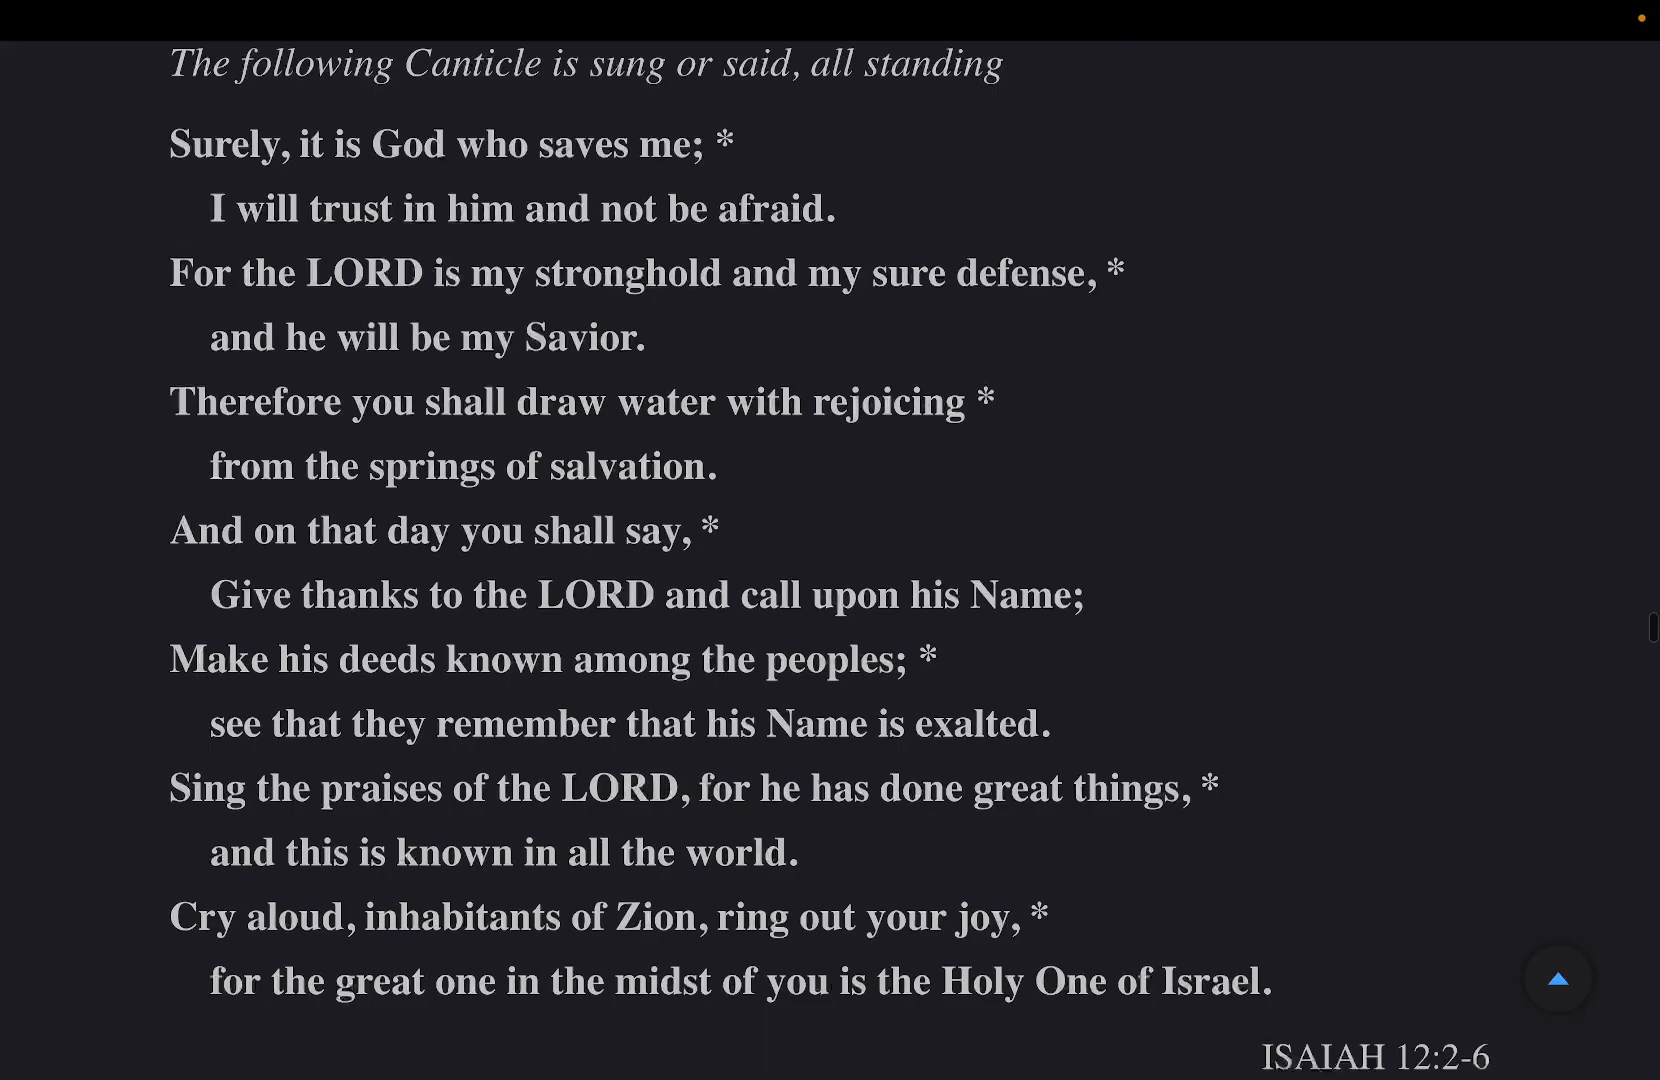 The following Canticle is sung or said, all standing
Surely, it is God who saves me; *
I will trust in him and not be afraid.
For the LORD is my stronghold and my sure defense, *
and he will be my Savior.
Therefore you shall draw water with rejoicing *
from the springs of salvation.
And on that day you shall say, *
Give thanks to the LORD and call upon his Name;
Make his deeds known among the peoples; *
see that they remember that his Name is exalted.
Sing the praises of the LORD, for he has done great things, *
and this is known in all the world.
Cry aloud, inhabitants of Zion, ring out your joy, *
for the great one in the midst of you is the Holy One of Israel.
ISAIAH 12:2-6